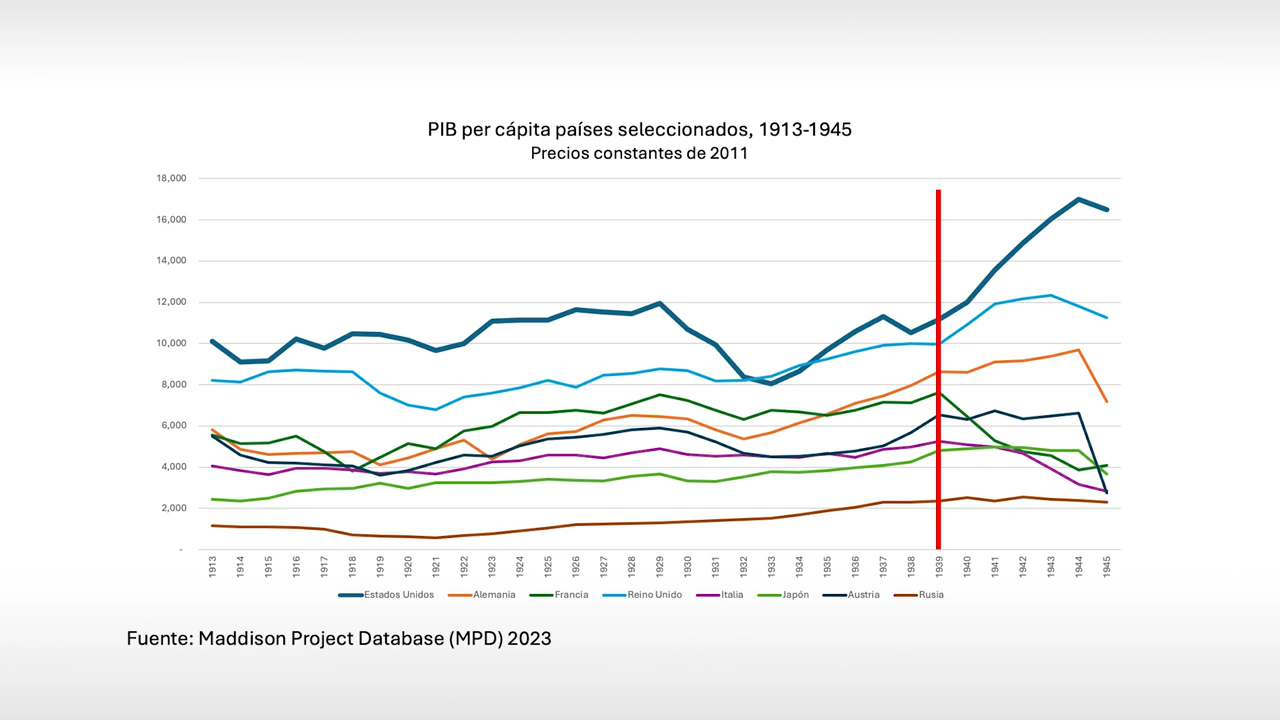 PIB per cápita países seleccionados, 1913-1945
Precios constantes de 2011
18,000
16,000
14,000
12,000
10,000
8,000
6,000
4,000
2,000
-
1913 1914 1915 1916 1917 1918 1919 1920 1921 1922 1923 1924 1925 1926 1927 1928 1929 1930 1931 1932 1933 1934 1935 1936 1937 1938 1939 1940 1941 1942 1943 1944 1945
Estados Unidos Alemania Francia Reino Unido Italia Japón Austria Rusia
Fuente: Maddison Project Database (MPD) 2023